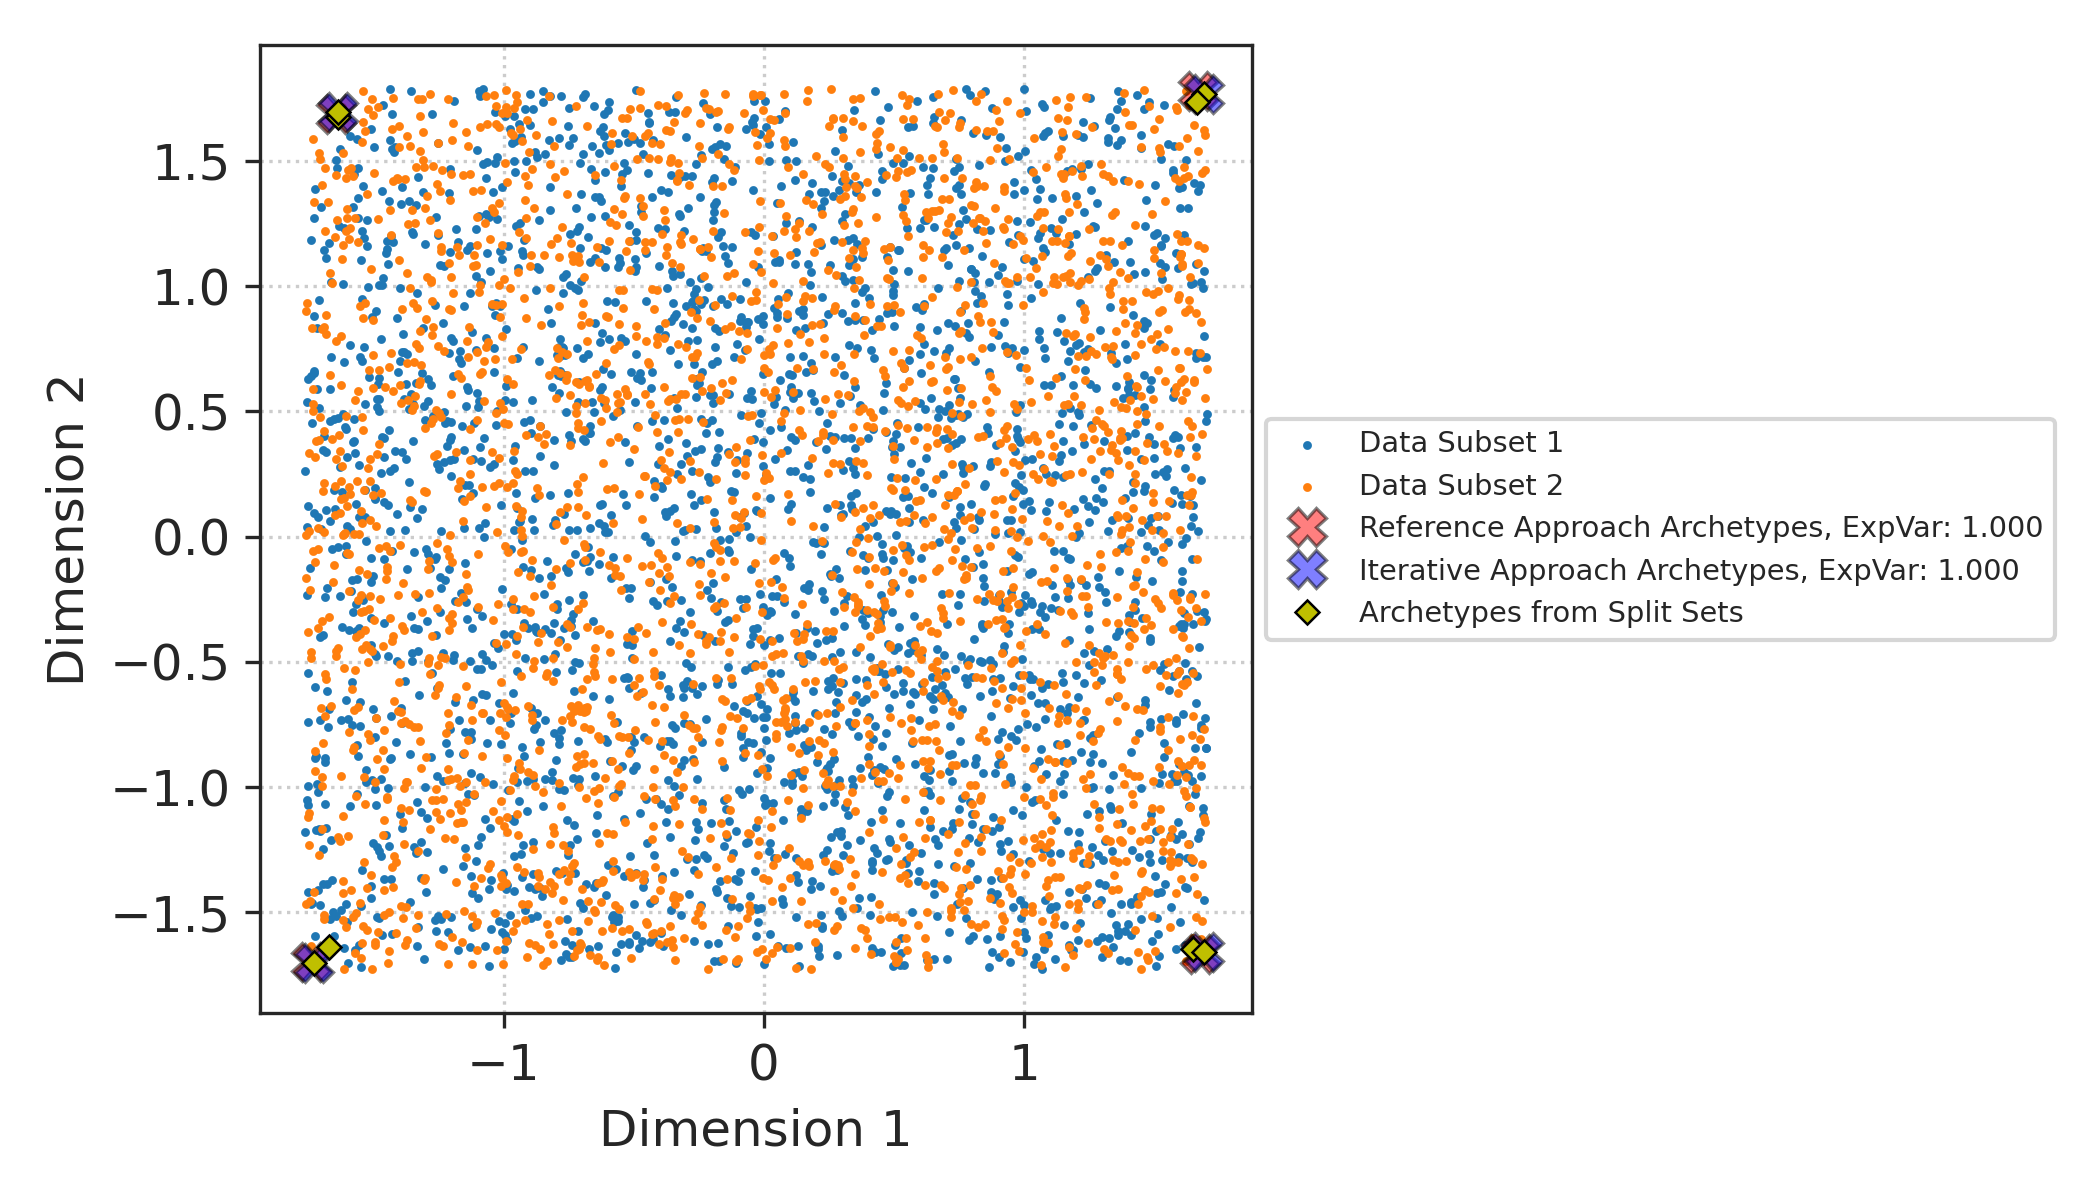 1.5
1.0
0.5
0.0
−0.5
−1.0
−1.5
Dimension 2
−1
0
1
Dimension 1
Data Subset 1
Data Subset 2
Reference Approach Archetypes, ExpVar: 1.000
Iterative Approach Archetypes, ExpVar: 1.000
Archetypes from Split Sets